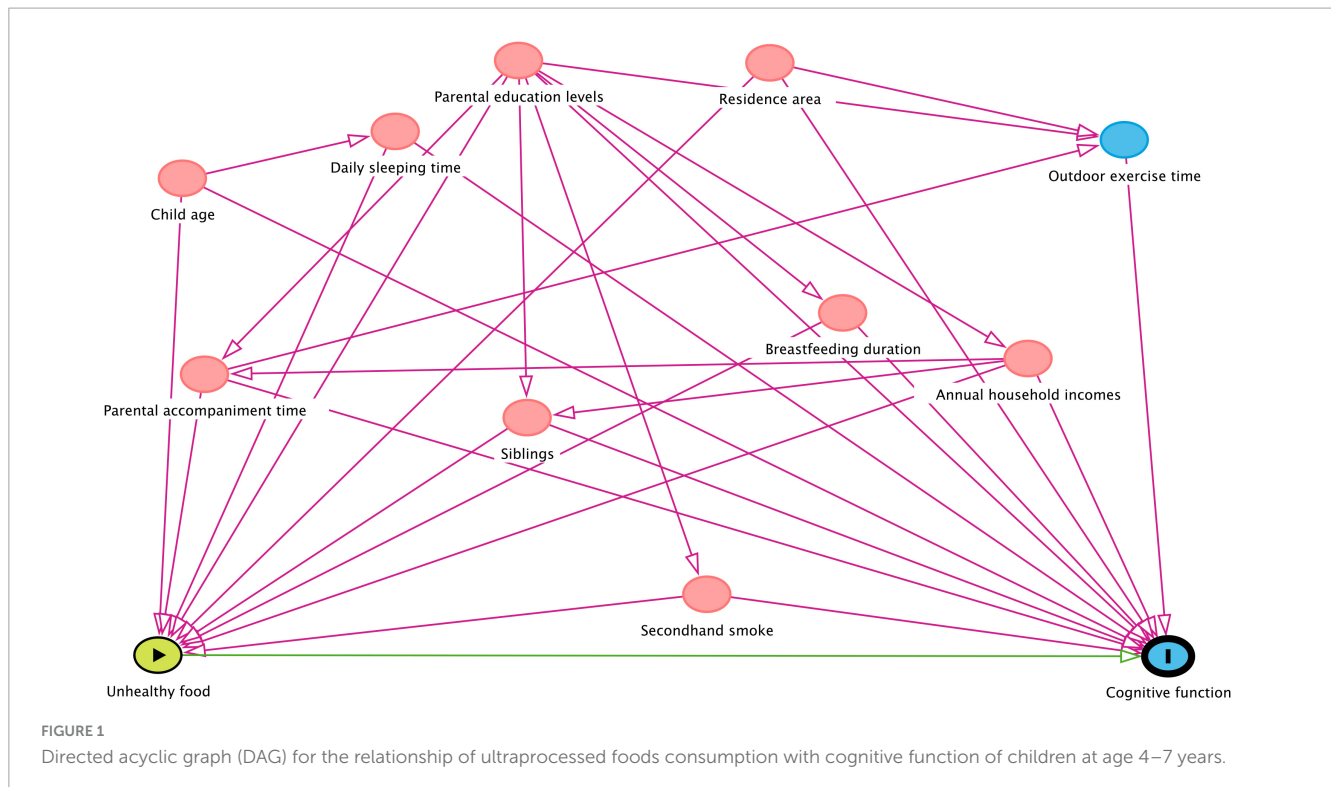 Parental education levels
Residence area
Daily sleeping time
Outdoor exercise time
Child age
Breastfeeding duration
Annual household incomes
Parental accompaniment time
Siblings
Secondhand smoke
Unhealthy food
Cognitive function
FIGURE 1
Directed acyclic graph (DAG) for the relationship of ultraprocessed foods consumption with cognitive function of children at age 4–7 years.